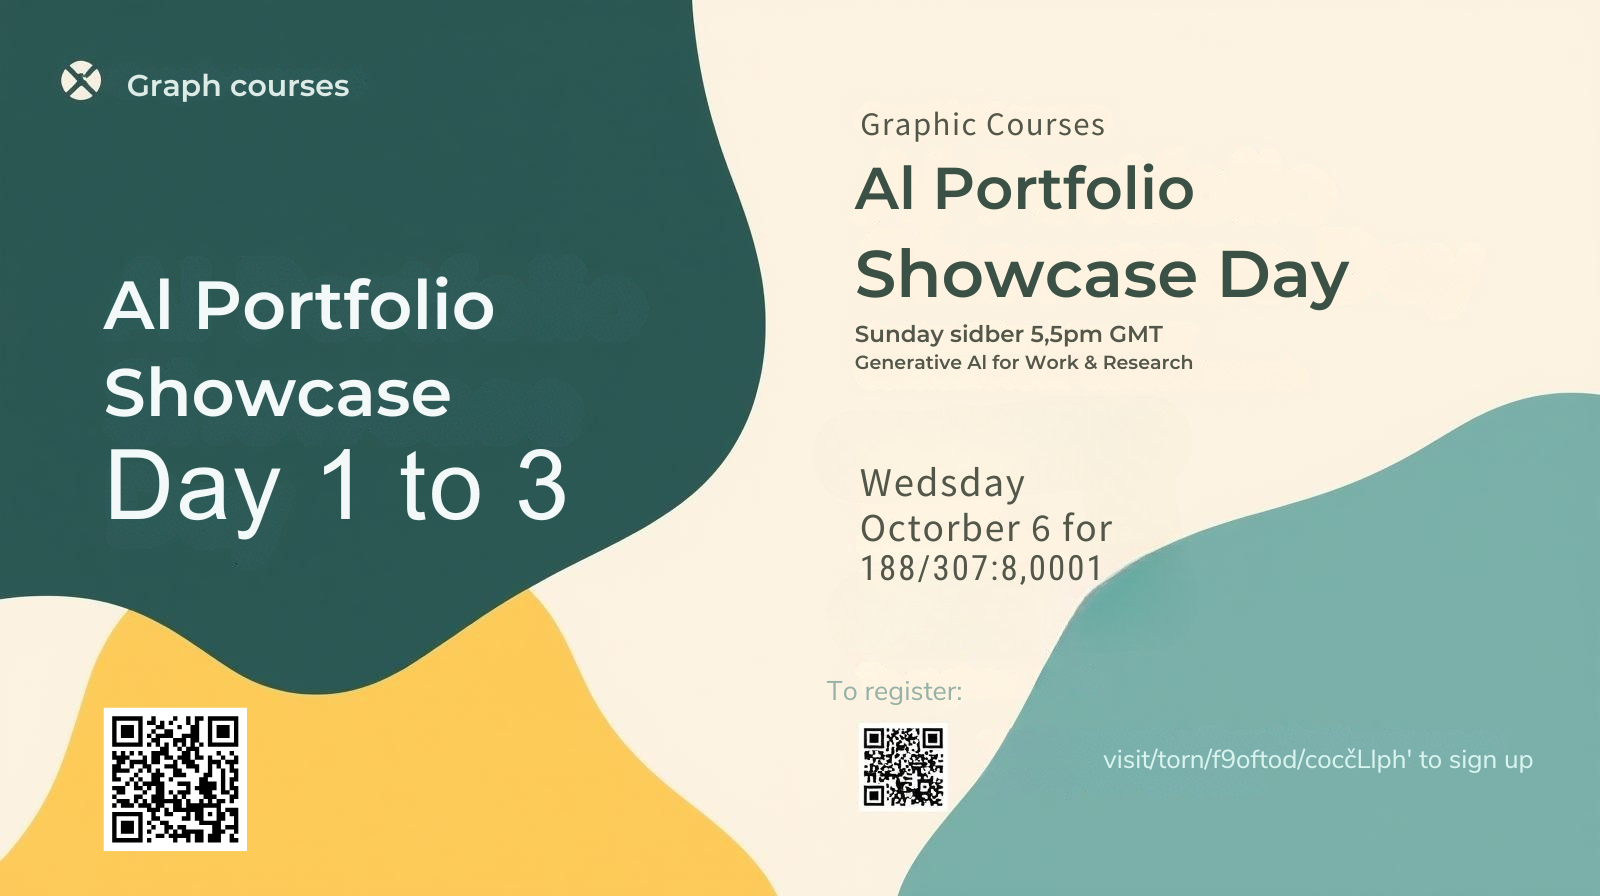 Graph courses
AI Portfolio
Showcase
Day 1 to 3
Graphic Courses
AI Portfolio
Showcase Day
Sunday sidber 5,5pm GMT
Generative AI for Work & Research
Wedsday
Octorber 6 for
188/307:8,0001
To register:
visit/torn/f9oftod/cocčLlph' to sign up